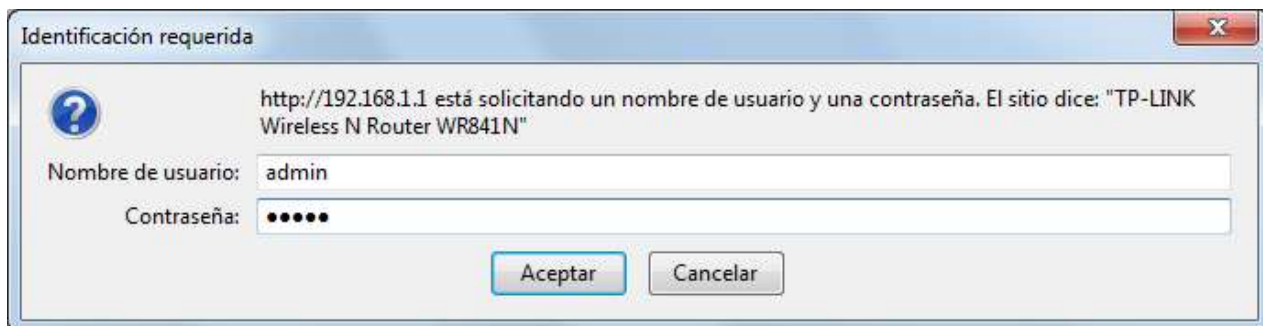 Identificación requerida
http://192.168.1.1 está solicitando un nombre de usuario y una contraseña. El sitio dice: "TP-LINK
Wireless N Router WR841N"
Nombre de usuario: admin
Contraseña: •••••
Aceptar Cancelar